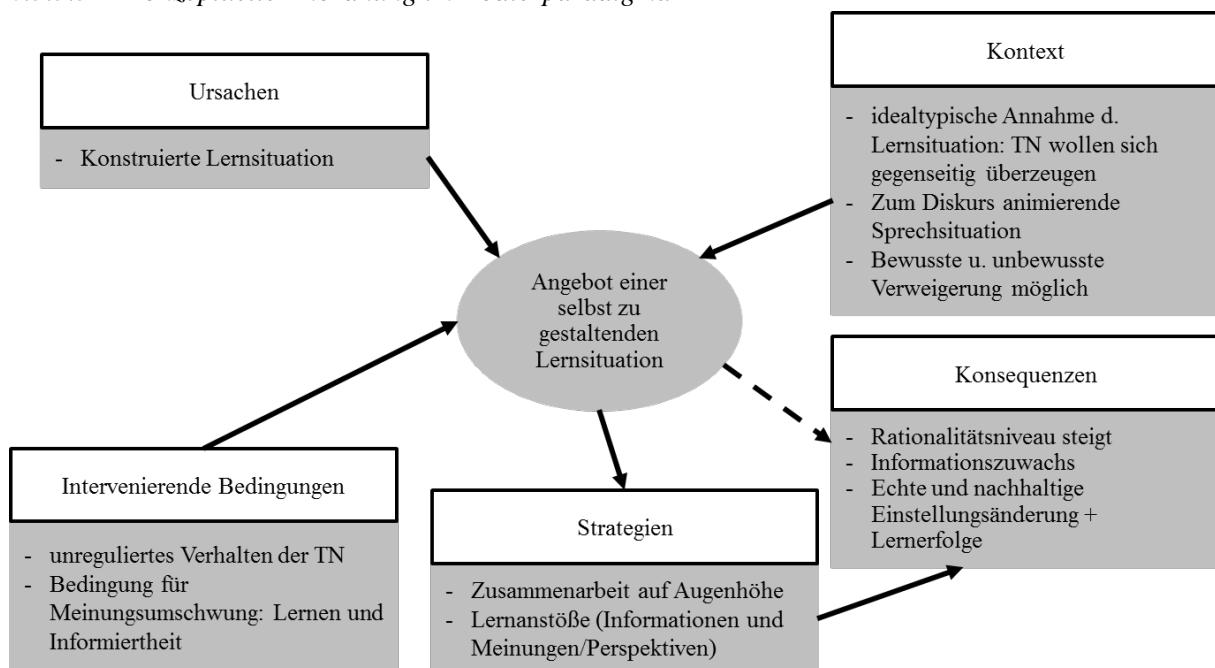 Ursachen
- Konstruierte Lernsituation
Kontext
- idealtypische Annahme d.
Lernsituation: TN wollen sich
gegenseitig überzeugen
- Zum Diskurs animierende
Sprechsituation
- Bewusste u. unbewusste
Verweigerung möglich
Angebot einer
selbst zu
gestaltenden
Lernsituation
Konsequenzen
- Rationalitätsniveau steigt
- Informationszuwachs
- Echte und nachhaltige
Einstellungsänderung +
Lernerfolge
Intervenierende Bedingungen
- unreguliertes Verhalten der TN
- Bedingung für
Meinungsumschwung: Lernen und
Informiertheit
Strategien
- Zusammenarbeit auf Augenhöhe
- Lernanstöße (Informationen und
Meinungen/Perspektiven)